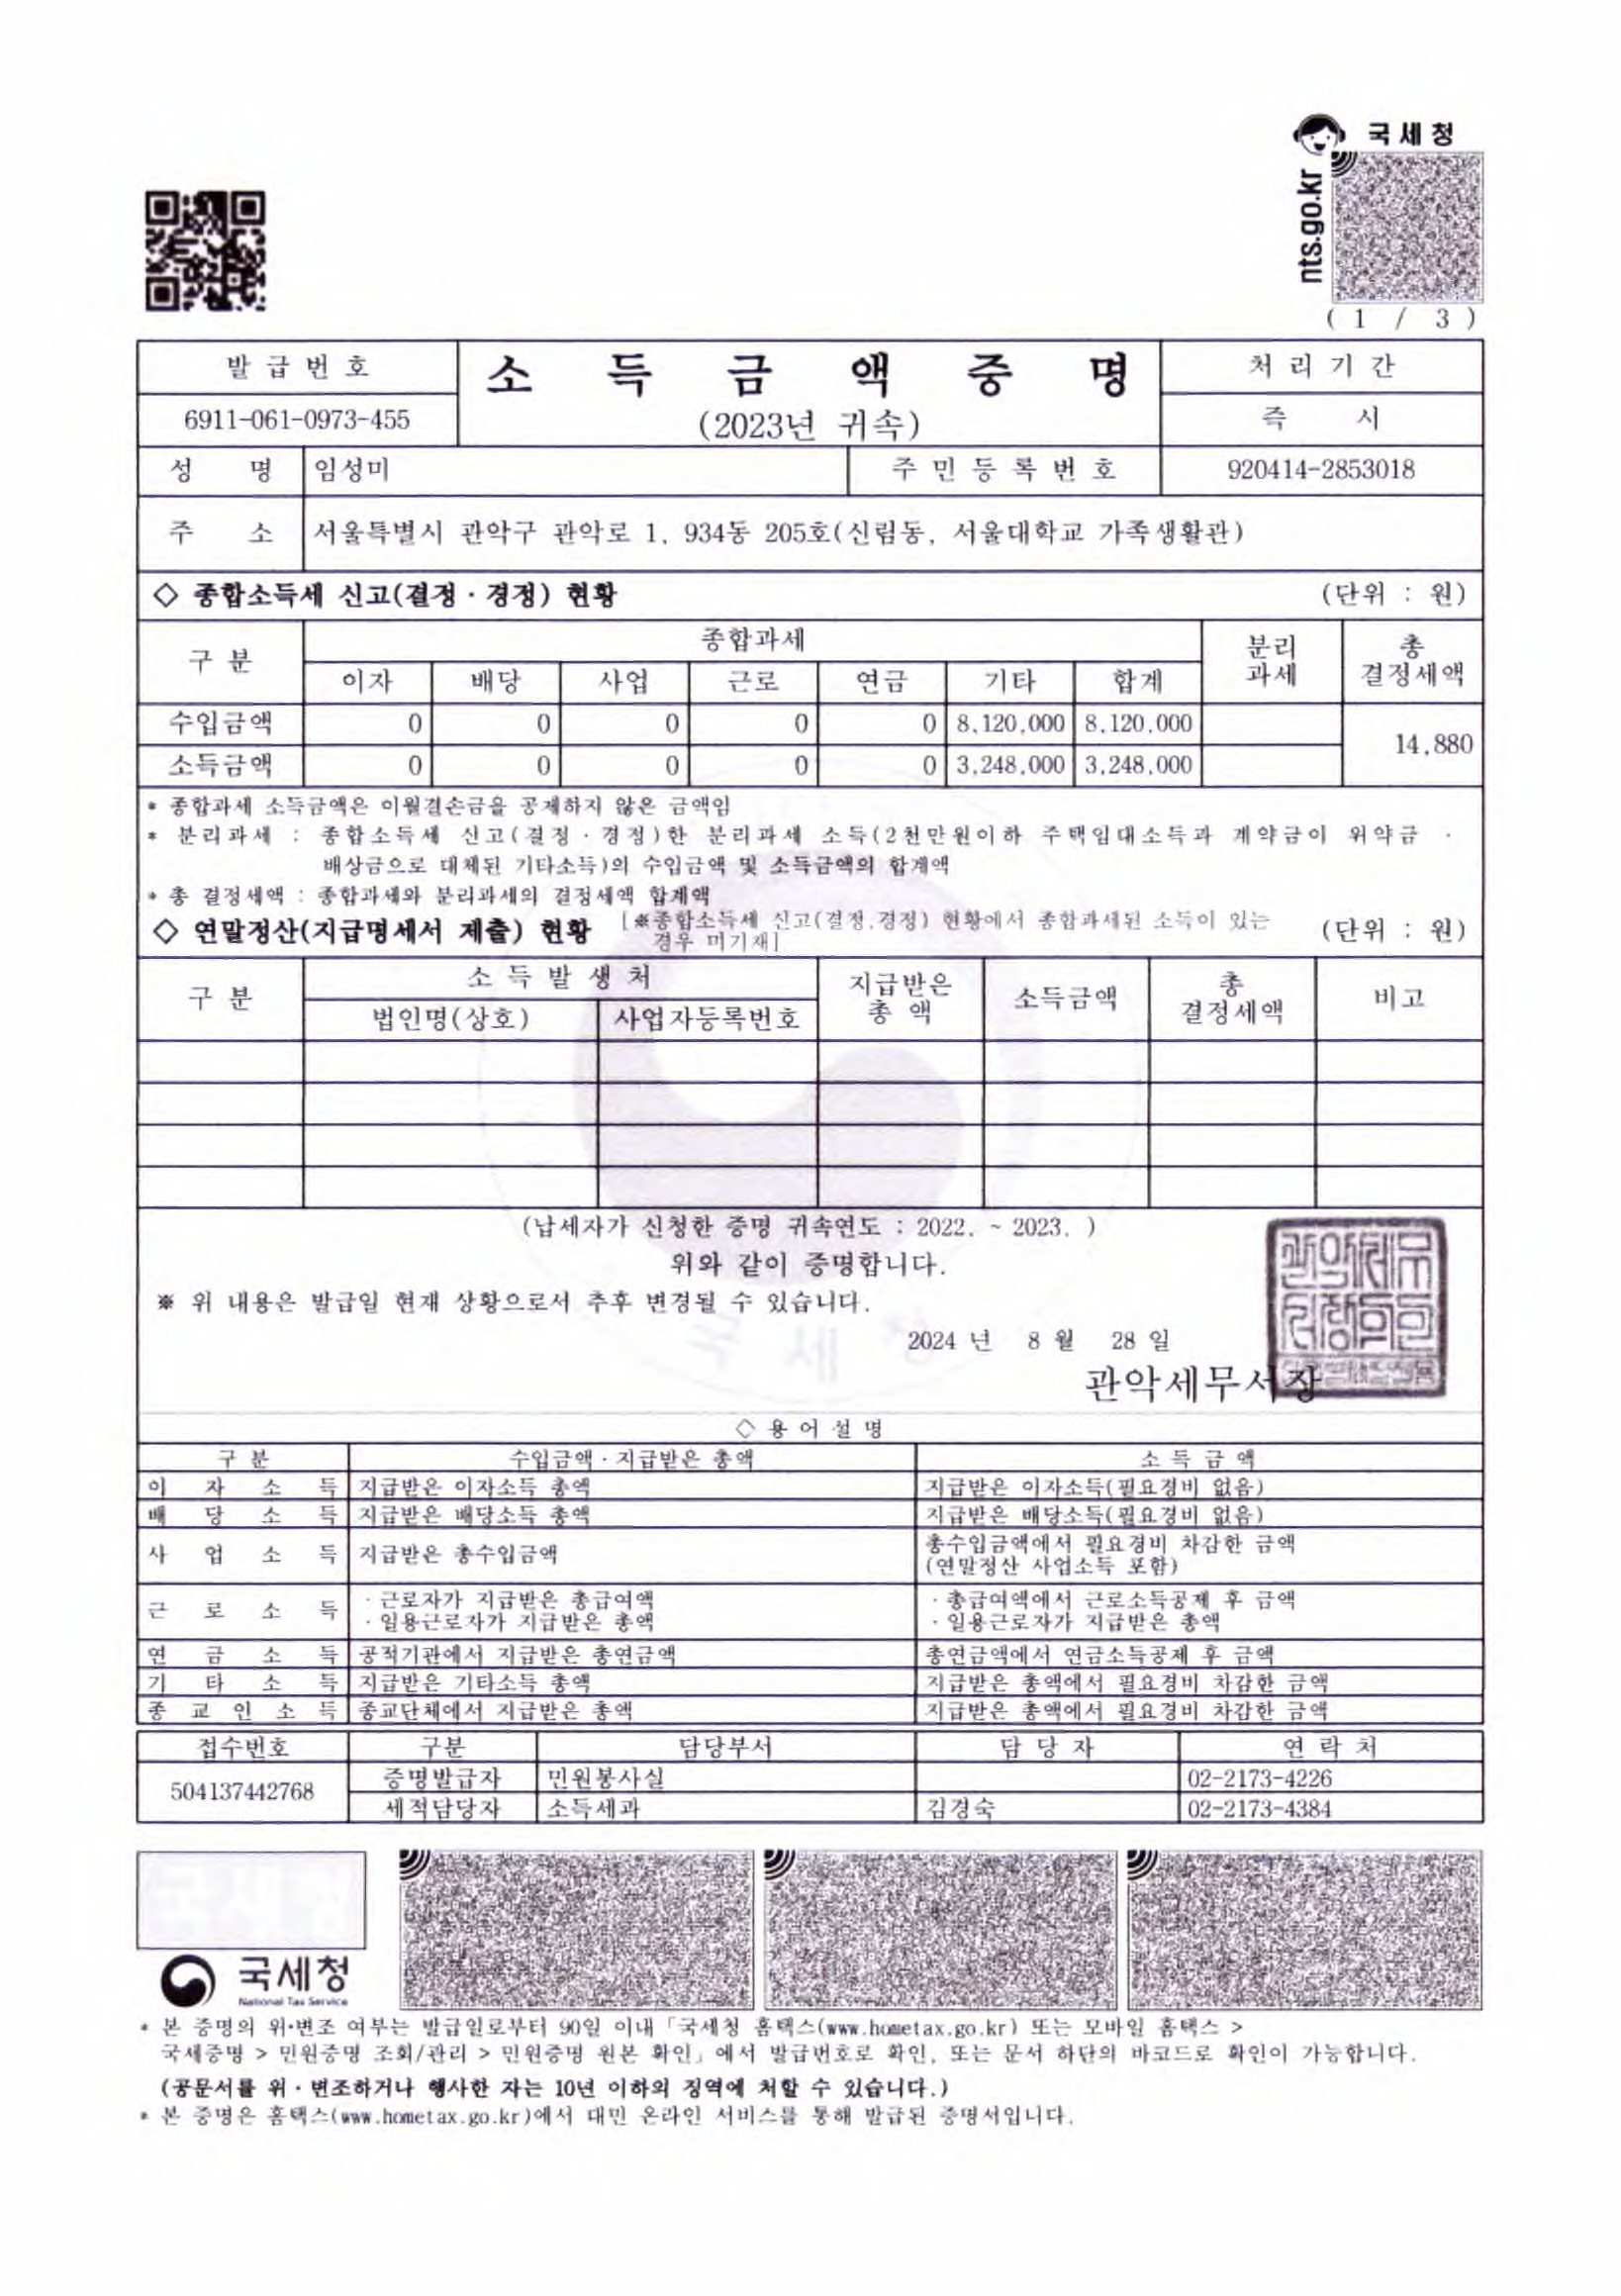 국세청
nts.go.kr
( 1 / 3 )
발급번호
소득금액증명
처리기간
6911-061-0973-455
(2023년 귀속)
즉 시
성 명 임성미 주민등록번호 920414-2853018
주 소 서울특별시 관악구 관악로 1, 934동 205호(신림동, 서울대학교 가족생활관)
◇ 종합소득세 신고(결정·경정) 현황 (단위 : 원)
구 분 종합과세 분리과세 총결정세액
이자 배당 사업 근로 연금 기타 합계
수입금액 0 0 0 0 0 8,120,000 8,120,000
14,880
소득금액 0 0 0 0 0 3,248,000 3,248,000
* 종합과세 소득금액은 이월결손금을 공제하지 않은 금액임
* 분리과세 : 종합소득세 신고(결정·경정)한 분리과세 소득(2천만원이하 주택임대소득과 계약금이 위약금 ·
배상금으로 대체된 기타소득)의 수입금액 및 소득금액의 합계액
* 총 결정세액 : 종합과세와 분리과세의 결정세액 합계액
◇ 연말정산(지급명세서 제출) 현황 [※종합소득세 신고(결정,경정) 현황에서 종합과세된 소득이 있는
경우 미기재] (단위 : 원)
구 분 소 득 발 생 처 지급받은 총 액 소득금액 총 결정세액 비고
법인명(상호) 사업자등록번호
(납세자가 신청한 증명 귀속연도 : 2022. ~ 2023. )
위와 같이 증명합니다.
※ 위 내용은 발급일 현재 상황으로서 추후 변경될 수 있습니다.
2024 년 8 월 28 일
관악세무서장
국세청
◇ 용 어 설 명
구 분 수입금액·지급받은 총액 소 득 금 액
이 자 소 득 지급받은 이자소득 총액 지급받은 이자소득(필요경비 없음)
배 당 소 득 지급받은 배당소득 총액 지급받은 배당소득(필요경비 없음)
사 업 소 득 지급받은 총수입금액 총수입금액에서 필요경비 차감한 금액
(연말정산 사업소득 포함)
근 로 소 득 · 근로자가 지급받은 총급여액 · 총급여액에서 근로소득공제 후 금액
· 일용근로자가 지급받은 총액 · 일용근로자가 지급받은 총액
연 금 소 득 공적기관에서 지급받은 총연금액 총연금액에서 연금소득공제 후 금액
기 타 소 득 지급받은 기타소득 총액 지급받은 총액에서 필요경비 차감한 금액
종 교 인 소 득 종교단체에서 지급받은 총액 지급받은 총액에서 필요경비 차감한 금액
접수번호 구분 담당부서 담 당 자 연 락 처
504137442768
증명발급자 민원봉사실 02-2173-4226
세적담당자 소득세과 김경숙 02-2173-4384
국세청
국세청
National Tax Service
* 본 증명의 위·변조 여부는 발급일로부터 90일 이내 「국세청 홈택스(www.hometax.go.kr) 또는 모바일 홈택스 >
국세증명 > 민원증명 조회/관리 > 민원증명 원본 확인」에서 발급번호로 확인, 또는 문서 하단의 바코드로 확인이 가능합니다.
(공문서를 위·변조하거나 행사한 자는 10년 이하의 징역에 처할 수 있습니다.)
* 본 증명은 홈택스(www.hometax.go.kr)에서 대민 온라인 서비스를 통해 발급된 증명서입니다.